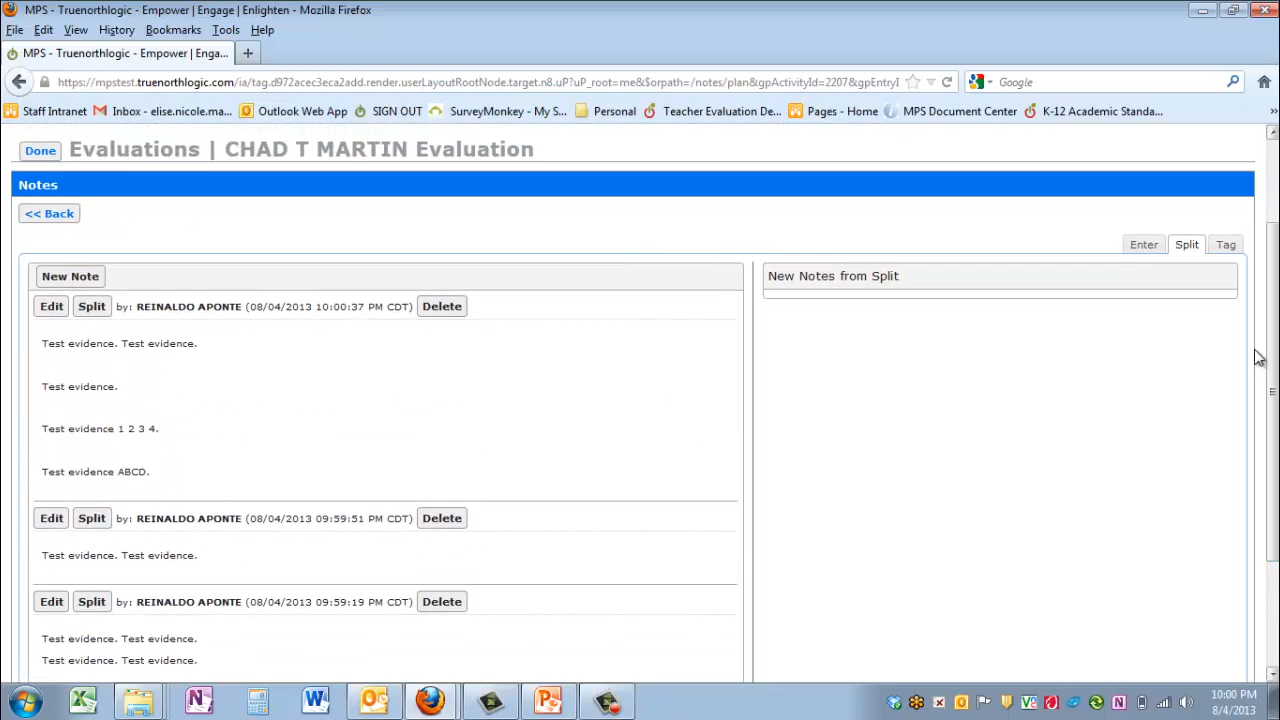 MPS - Truenorthlogic - Empower | Engage | Enlighten - Mozilla Firefox
File Edit View History Bookmarks Tools Help
MPS - Truenorthlogic - Empower | Enga...
https://mpstest.truenorthlogic.com/ia/tag.d972acec3eca2add.render.userLayoutRootNode.target.n8.uP?uP_root=me&$orpath=/notes/plan&gpActivityId=2207&gpEntryI Google
Staff Intranet Inbox - elise.nicole.ma... Outlook Web App SIGN OUT SurveyMonkey - My S... Personal Teacher Evaluation De... Pages - Home MPS Document Center K-12 Academic Standa...
Done Evaluations | CHAD T MARTIN Evaluation
Notes
<< Back
Enter Split Tag
New Note New Notes from Split
Edit Split by: REINALDO APONTE (08/04/2013 10:00:37 PM CDT) Delete
Test evidence. Test evidence.
Test evidence.
Test evidence 1 2 3 4.
Test evidence ABCD.
Edit Split by: REINALDO APONTE (08/04/2013 09:59:51 PM CDT) Delete
Test evidence. Test evidence.
Edit Split by: REINALDO APONTE (08/04/2013 09:59:19 PM CDT) Delete
Test evidence. Test evidence.
Test evidence. Test evidence.
10:00 PM
8/4/2013